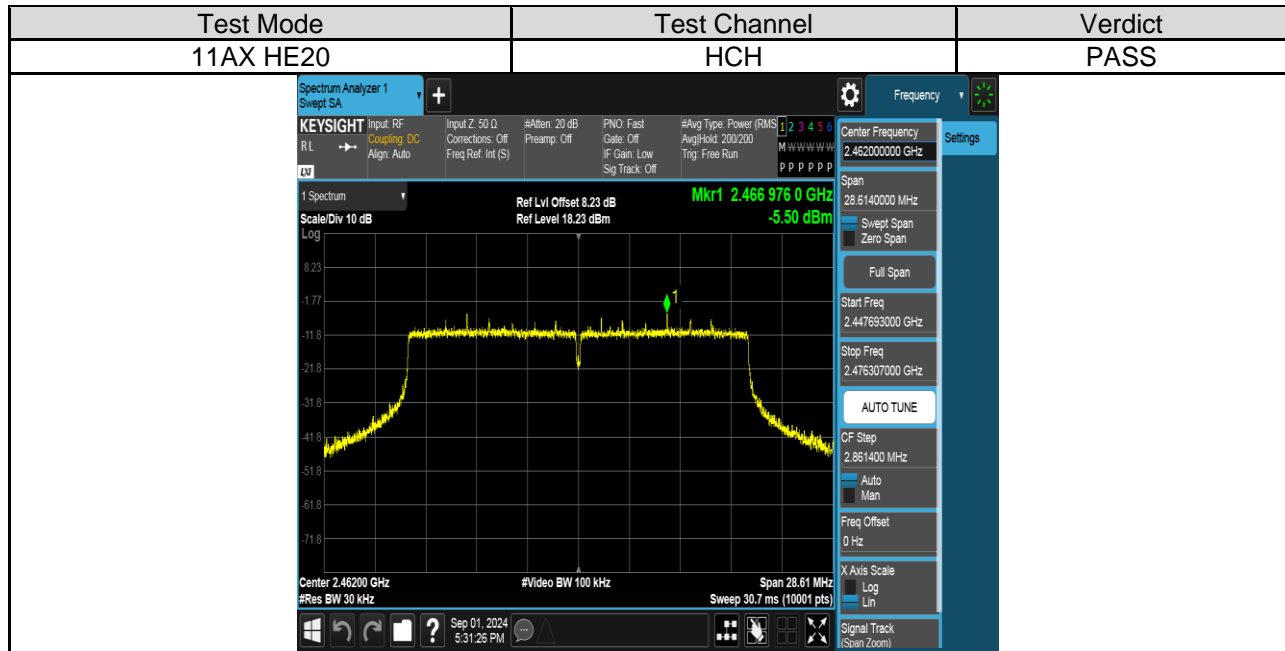 Test Mode Test Channel Verdict
11AX HE20 HCH PASS
Spectrum Analyzer 1
Swept SA
Frequency
KEYSIGHT Input: RF Input Z: 50 Ω #Atten: 20 dB PNO: Fast #Avg Type: Power (RMS 1 2 3 4 5 6
RL Coupling: DC Corrections: Off Preamp: Off Gate: Off Avg|Hold: 200/200 M W W W W W
Align: Auto Freq Ref: Int (S) IF Gain: Low Trig: Free Run
LXI Sig Track: Off P P P P P P
1 Spectrum Ref Lvl Offset 8.23 dB Mkr1 2.466 976 0 GHz
Scale/Div 10 dB Ref Level 18.23 dBm -5.50 dBm
Log
8.23
-1.77
-11.8
-21.8
-31.8
-41.8
-51.8
-61.8
-71.8
1
Center 2.46200 GHz #Video BW 100 kHz Span 28.61 MHz
#Res BW 30 kHz Sweep 30.7 ms (10001 pts)
Sep 01, 2024
5:31:26 PM
Center Frequency
2.462000000 GHz
Settings
Span
28.6140000 MHz
Swept Span
Zero Span
Full Span
Start Freq
2.447693000 GHz
Stop Freq
2.476307000 GHz
AUTO TUNE
CF Step
2.861400 MHz
Auto
Man
Freq Offset
0 Hz
X Axis Scale
Log
Lin
Signal Track
(Span Zoom)